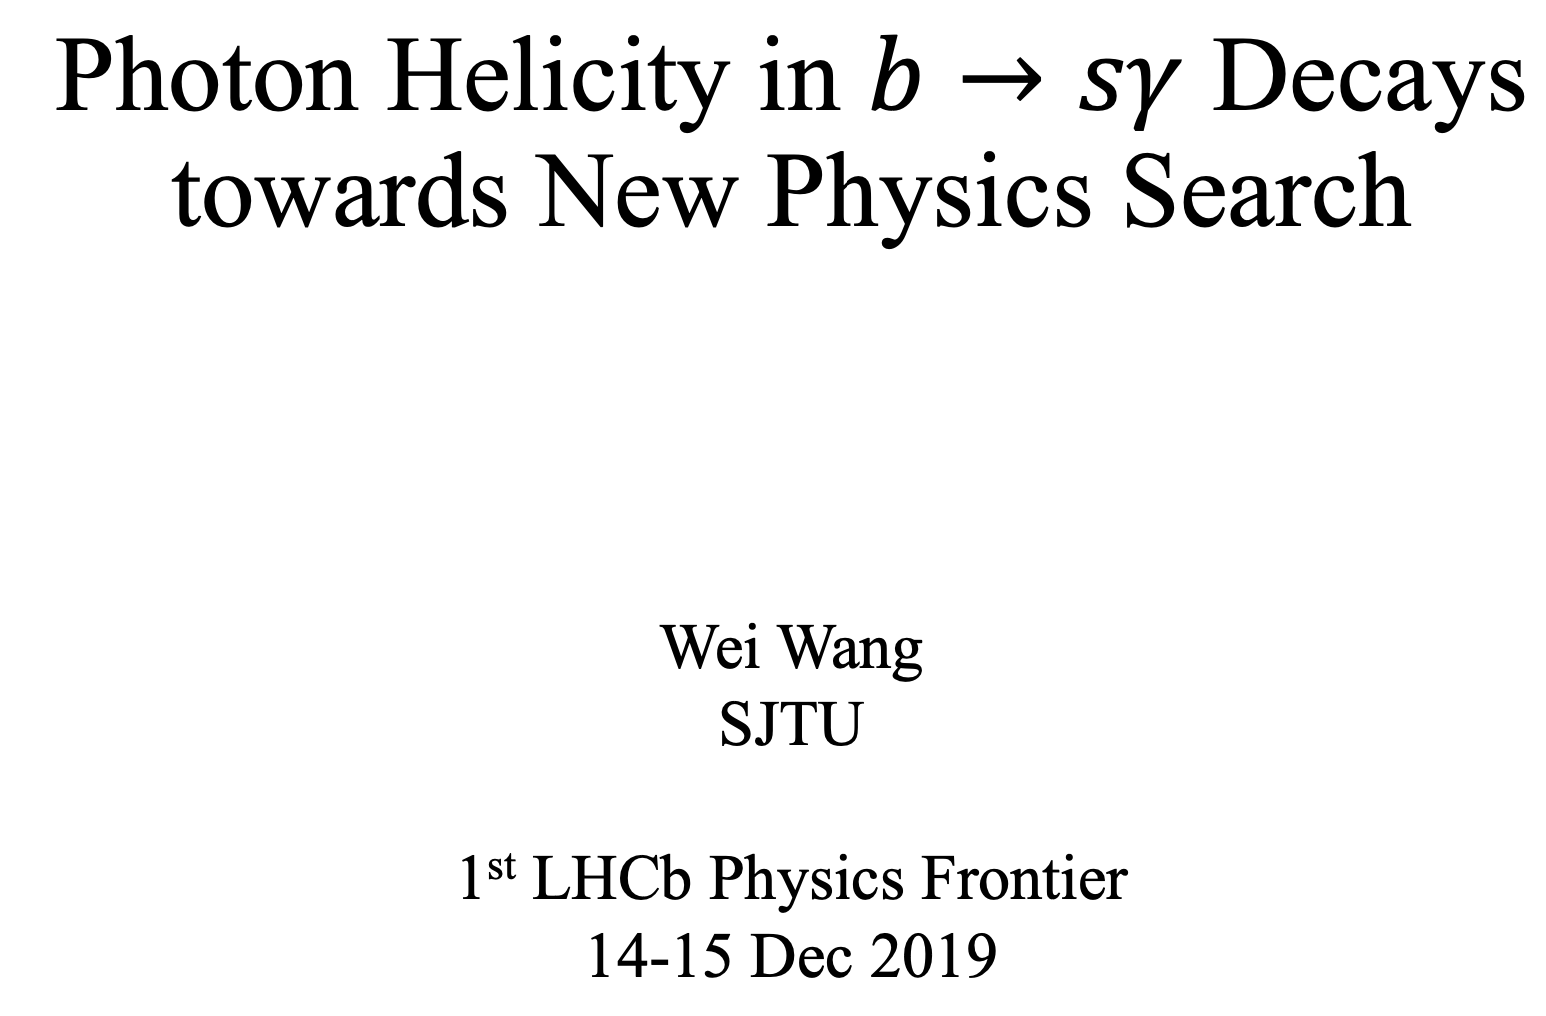 Photon Helicity in b → sγ Decays
towards New Physics Search
Wei Wang
SJTU
1st LHCb Physics Frontier
14-15 Dec 2019